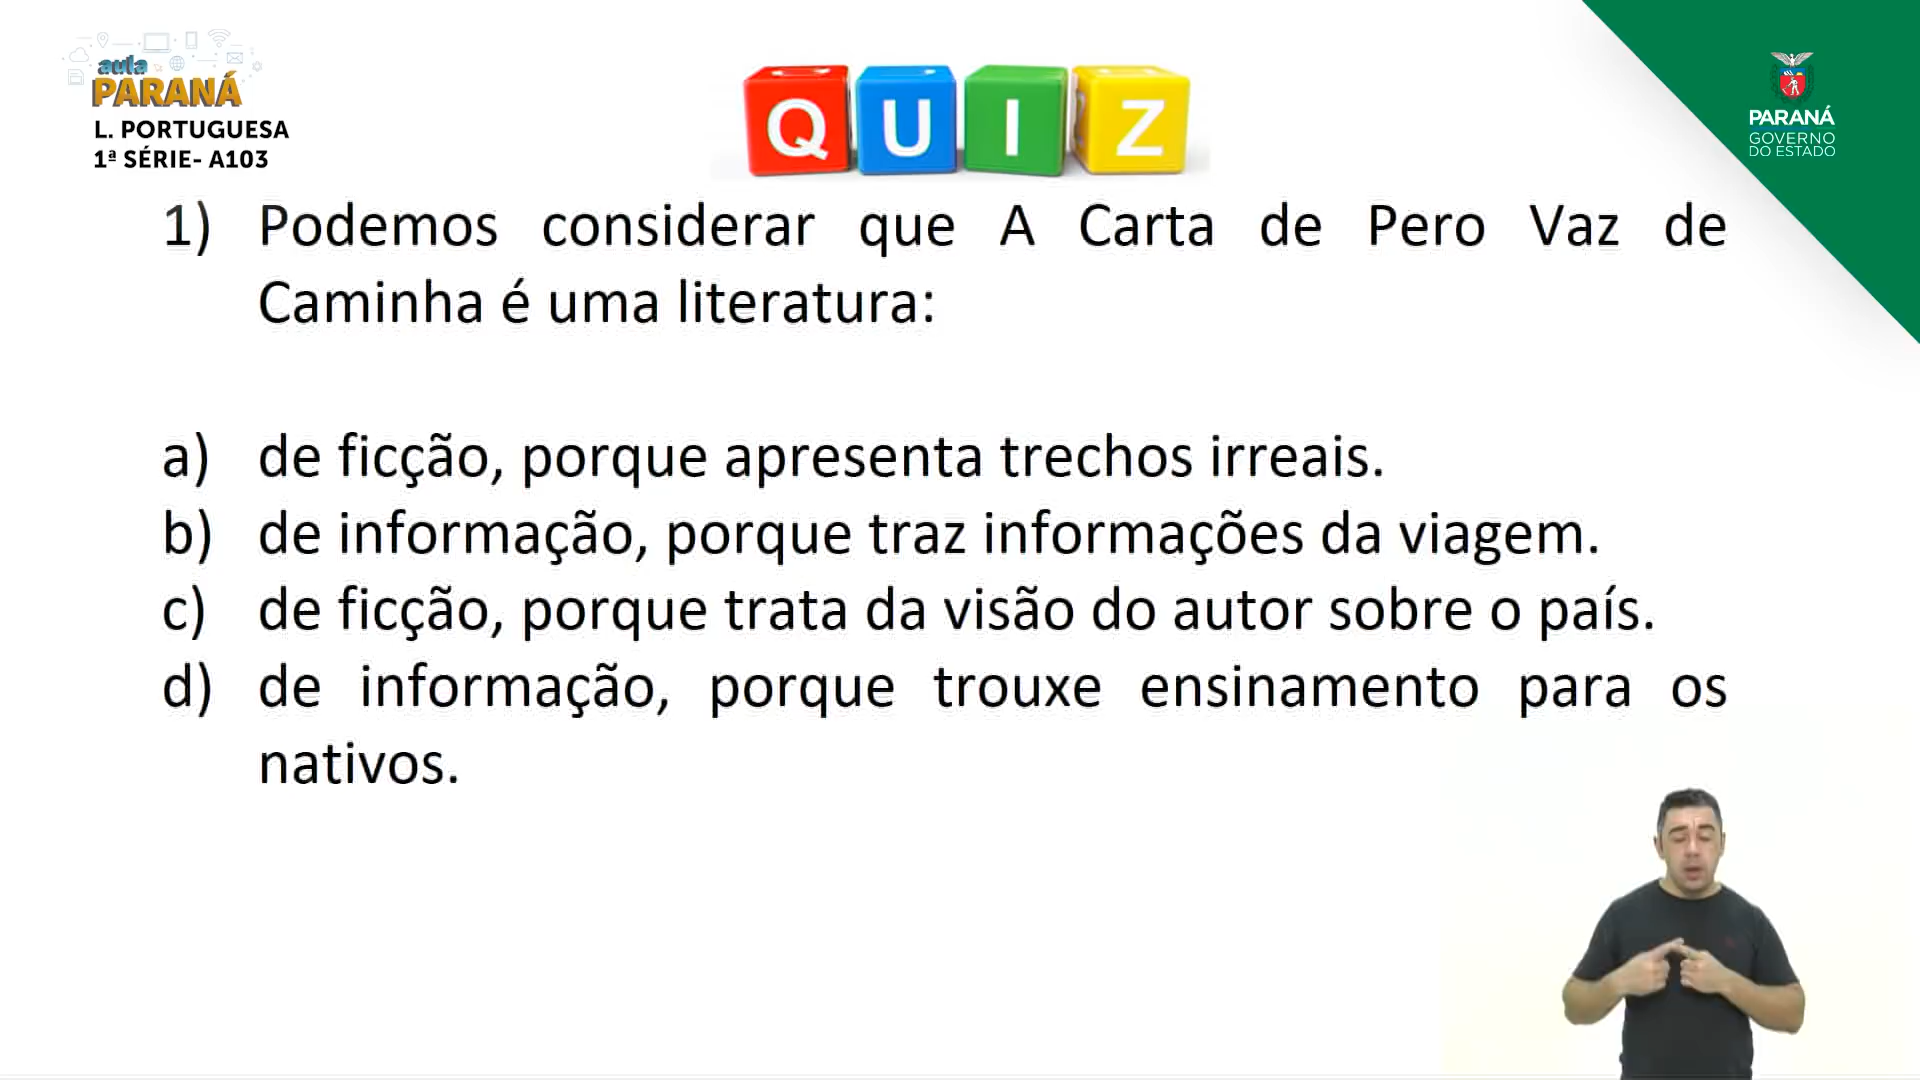 aula
PARANÁ
L. PORTUGUESA
1ª SÉRIE- A103
QUIZ
PARANÁ
GOVERNO
DO ESTADO
1) Podemos considerar que A Carta de Pero Vaz de
Caminha é uma literatura:
a) de ficção, porque apresenta trechos irreais.
b) de informação, porque traz informações da viagem.
c) de ficção, porque trata da visão do autor sobre o país.
d) de informação, porque trouxe ensinamento para os
nativos.